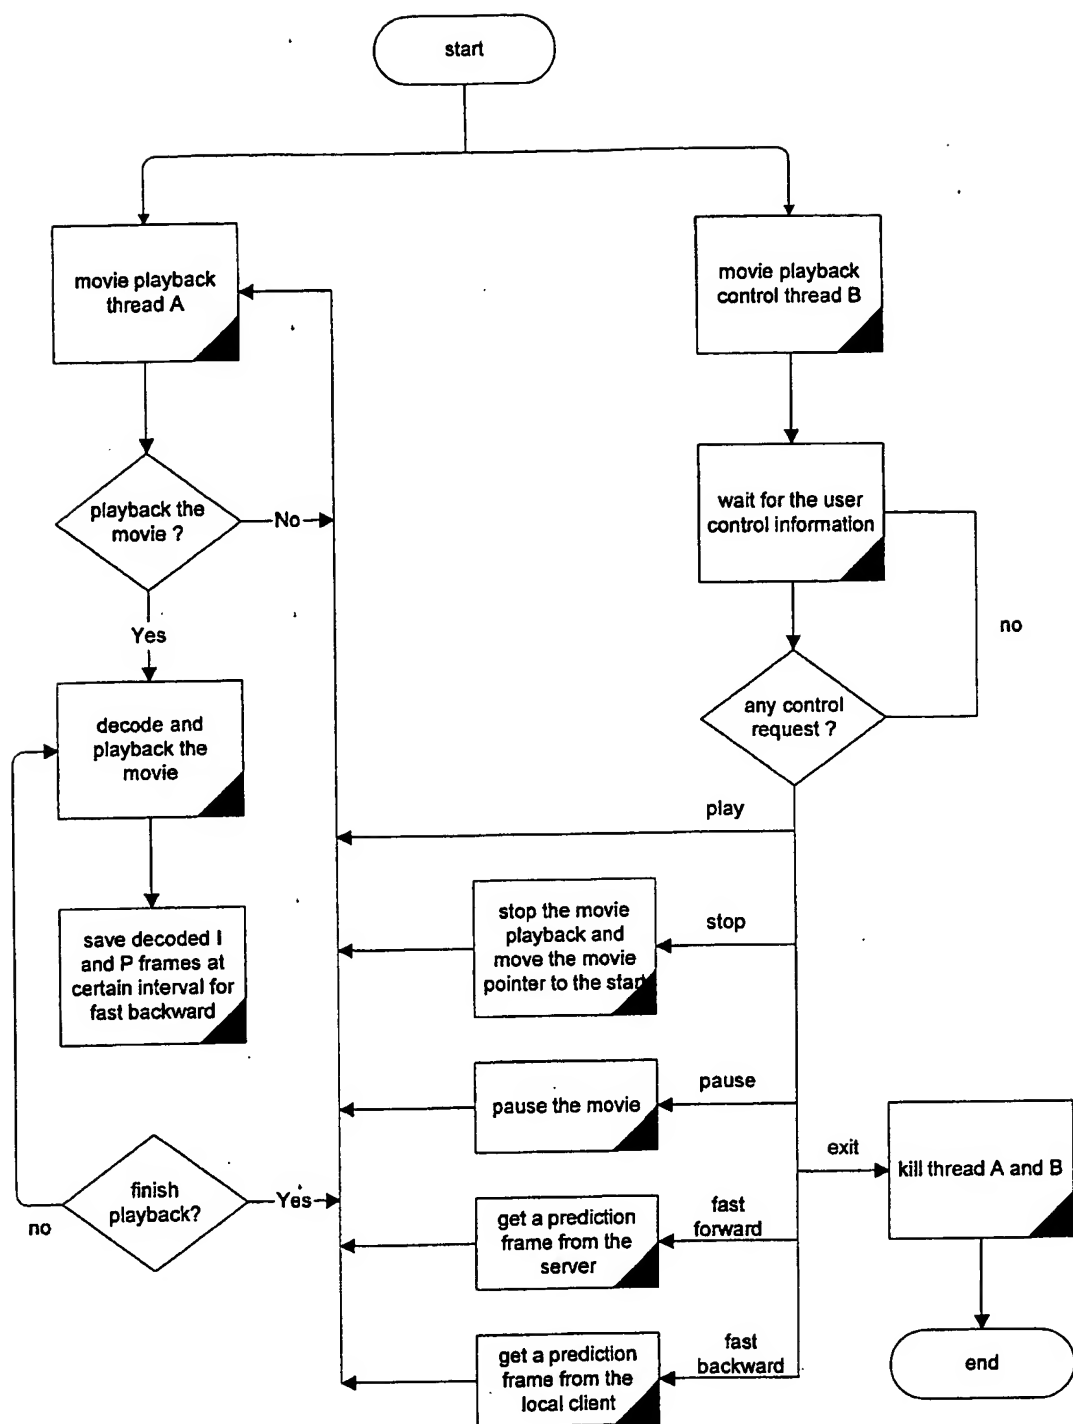 start
movie playback
thread A
movie playback
control thread B
playback the
movie ?
No
Yes
wait for the user
control information
no
any control
request ?
decode and
playback the
movie
save decoded I
and P frames at
certain interval for
fast backward
finish
playback?
no
Yes
play
stop
stop the movie
playback and
move the movie
pointer to the start
pause
pause the movie
exit
kill thread A and B
fast
forward
get a prediction
frame from the
server
fast
backward
get a prediction
frame from the
local client
end